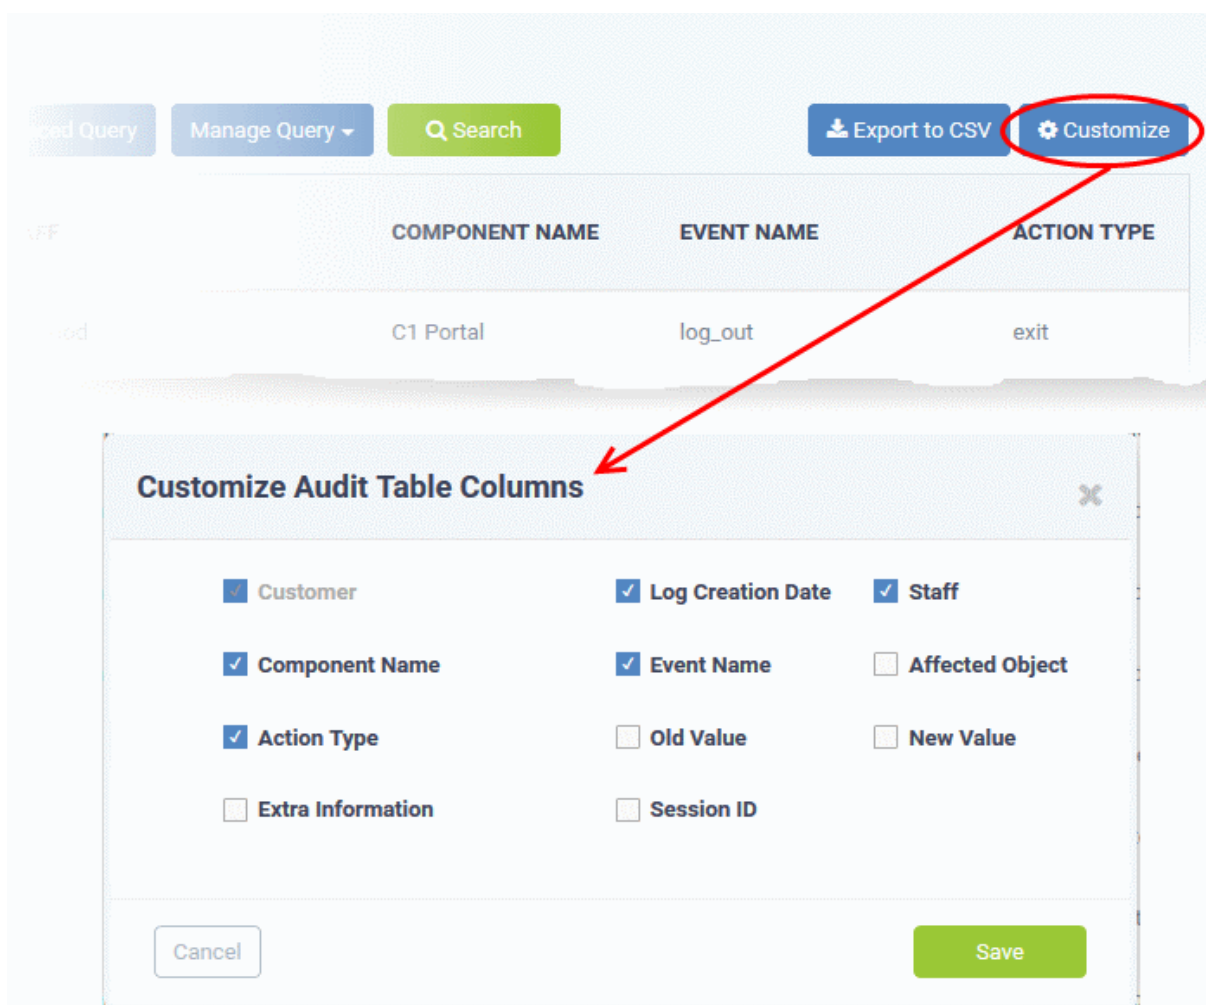 Query Manage Query Search Export to CSV Customize
COMPONENT NAME EVENT NAME ACTION TYPE
C1 Portal log_out exit
Customize Audit Table Columns
Customer Log Creation Date Staff
Component Name Event Name Affected Object
Action Type Old Value New Value
Extra Information Session ID
Cancel Save